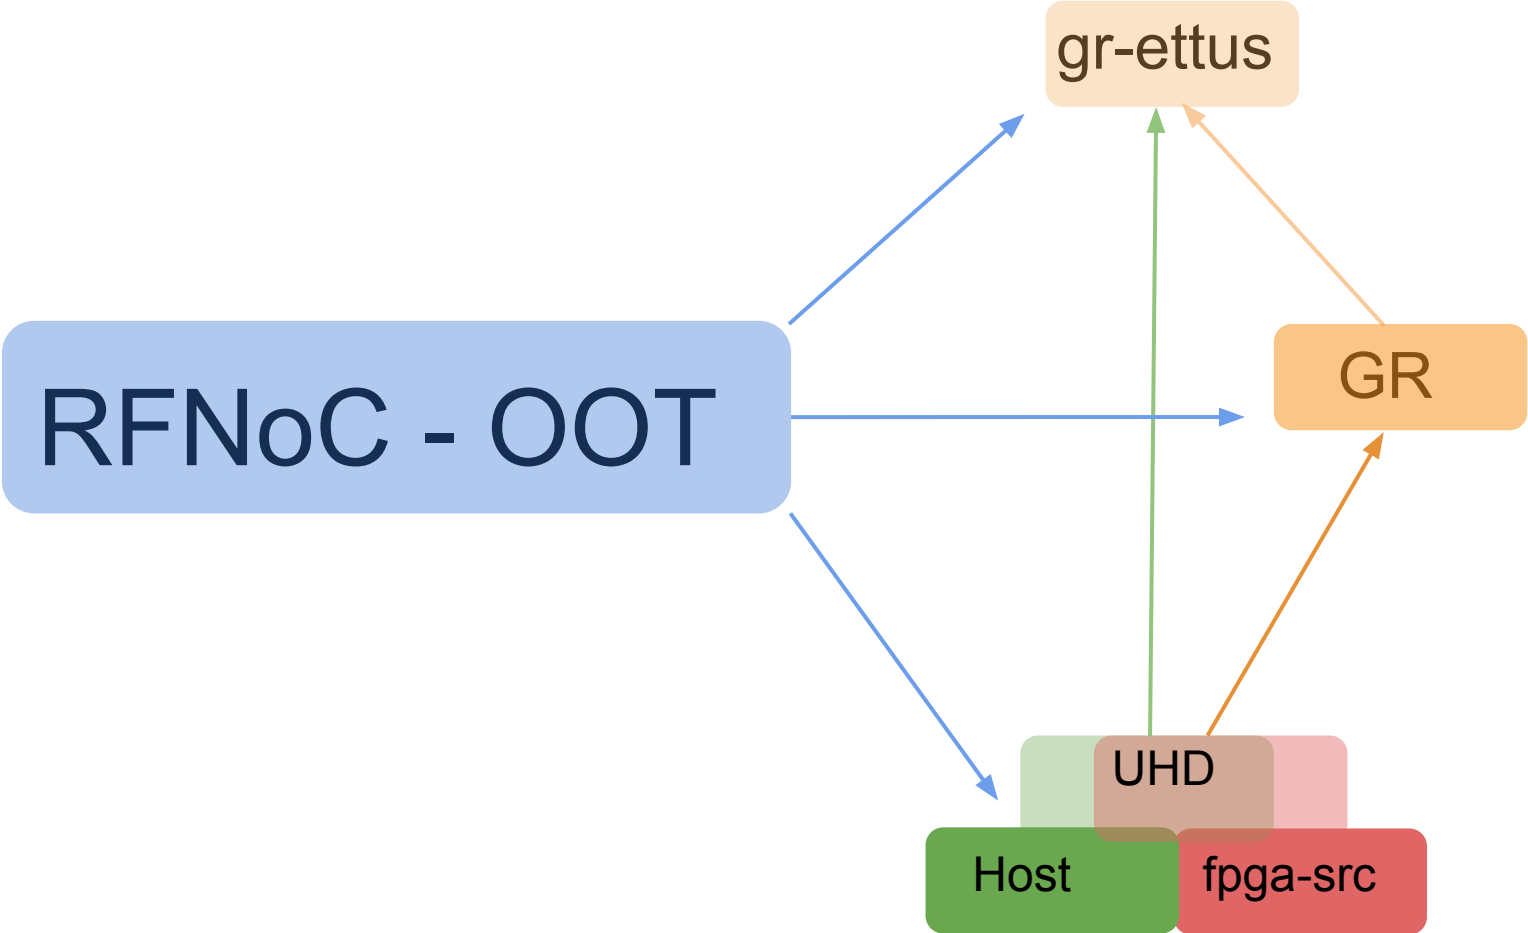 gr-ettus
GR
RFNoC - OOT
UHD
Host
fpga-src